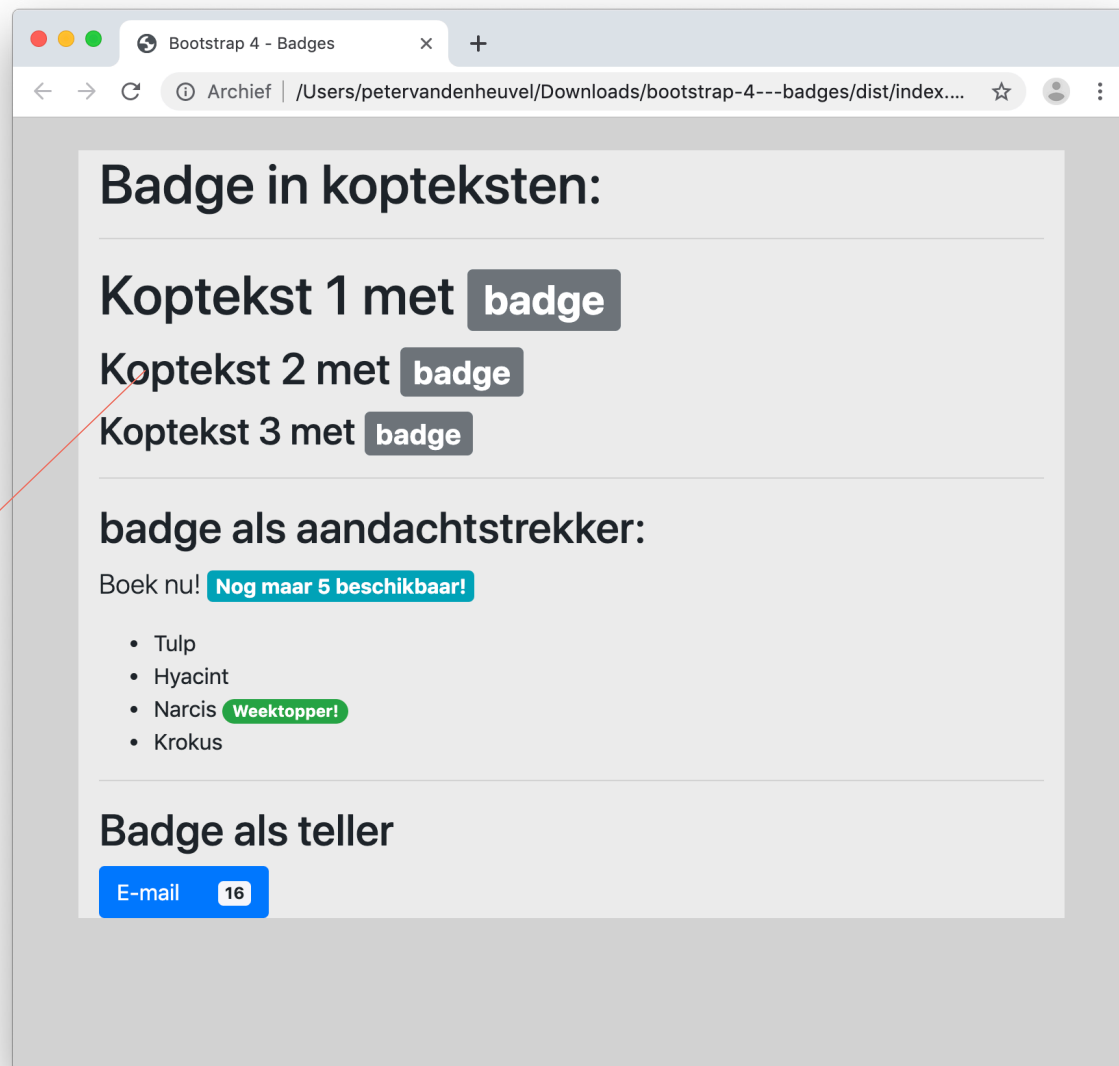 Bootstrap 4 - Badges
Archief | /Users/petervandenheuvel/Downloads/bootstrap-4---badges/dist/index....
Badge in kopteksten:
Koptekst 1 met badge
Koptekst 2 met badge
Koptekst 3 met badge
badge als aandachtstrekker:
Boek nu! Nog maar 5 beschikbaar!
• Tulp
• Hyacint
• Narcis Weektopper!
• Krokus
Badge als teller
E-mail 16